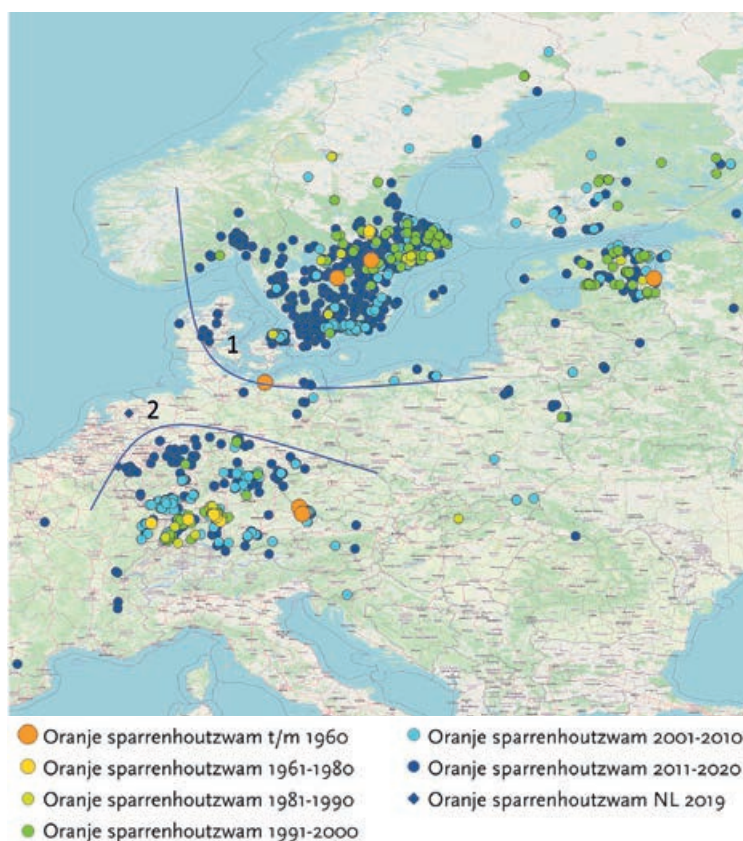 1
2
Oranje sparrenhoutzwam t/m 1960
Oranje sparrenhoutzwam 1961-1980
Oranje sparrenhoutzwam 1981-1990
Oranje sparrenhoutzwam 1991-2000
Oranje sparrenhoutzwam 2001-2010
Oranje sparrenhoutzwam 2011-2020
Oranje sparrenhoutzwam NL 2019